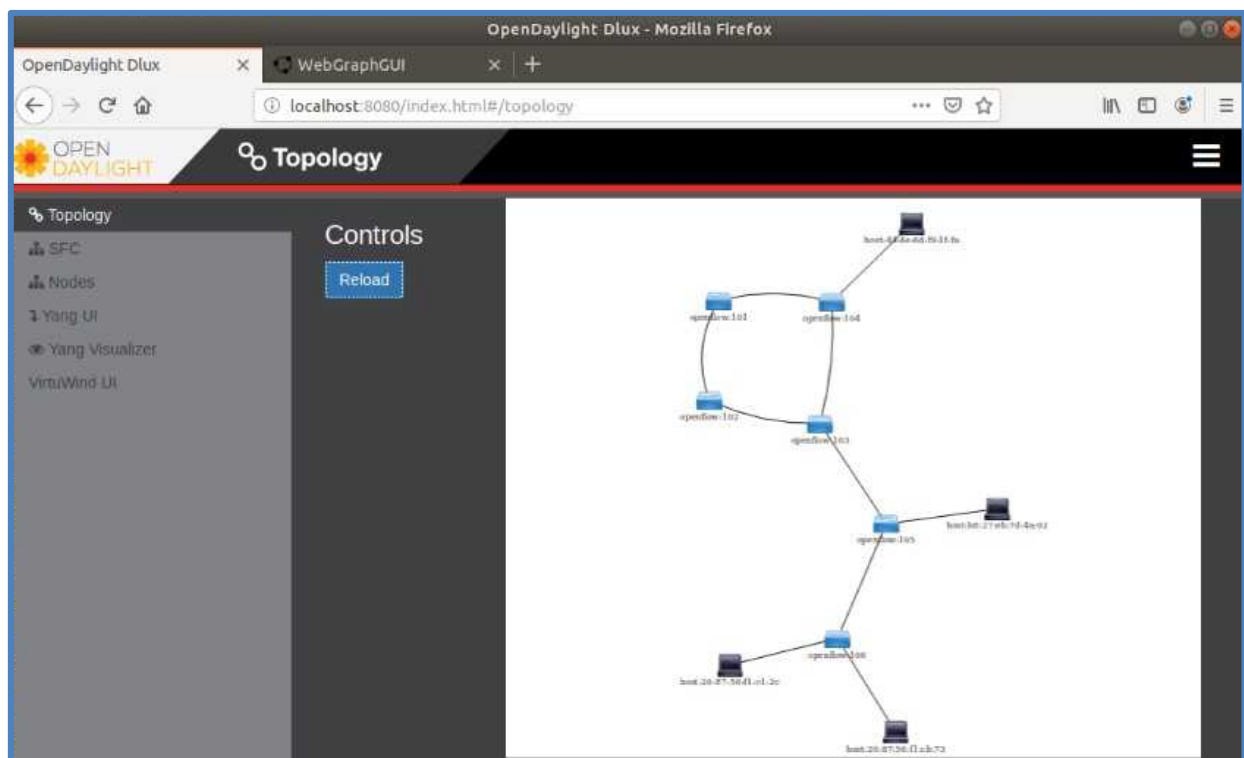 OpenDaylight Dlux - Mozilla Firefox
OpenDaylight Dlux
WebGraphGUI
localhost:8080/index.html#/topology
OPEN
DAYLIGHT
Topology
Topology
SFC
Nodes
Yang UI
Yang Visualizer
VirtuWind UI
Controls
Reload
openflow:101
openflow:104
openflow:102
openflow:103
openflow:105
openflow:106